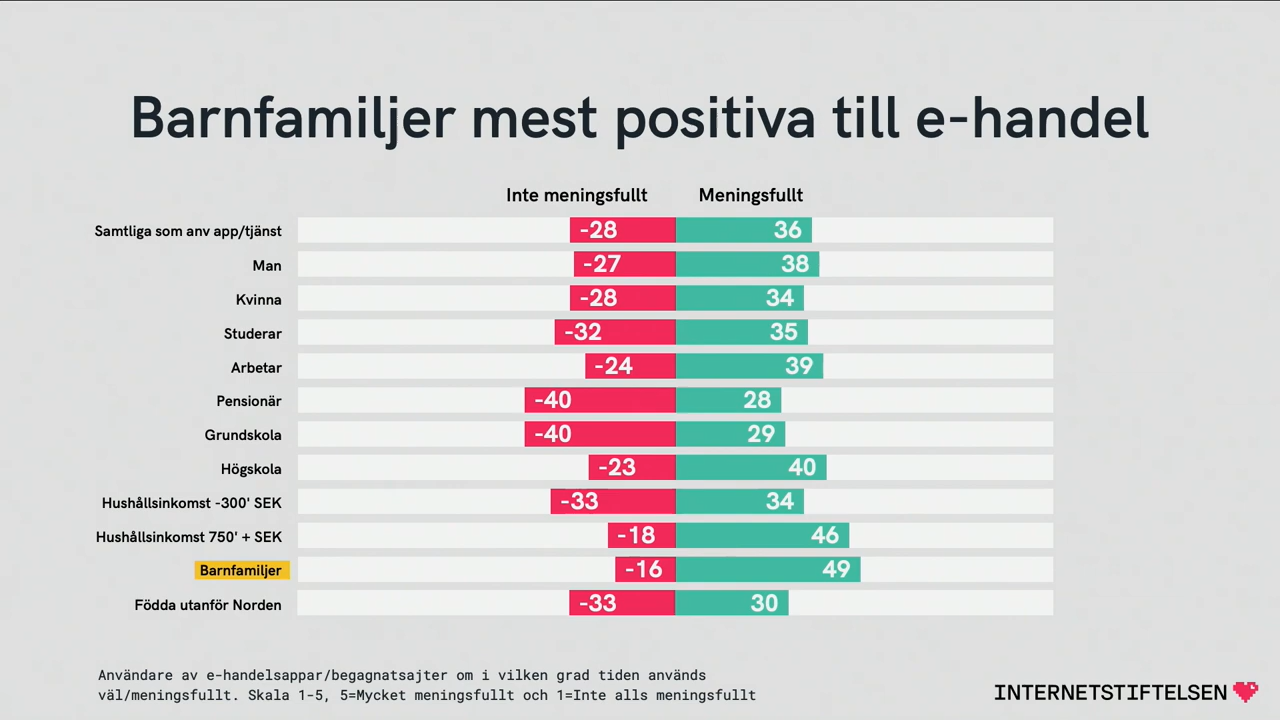 Barnfamiljer mest positiva till e-handel
Inte meningsfullt Meningsfullt
Samtliga som anv app/tjänst -28 36
Man -27 38
Kvinna -28 34
Studerar -32 35
Arbetar -24 39
Pensionär -40 28
Grundskola -40 29
Högskola -23 40
Hushållsinkomst -300' SEK -33 34
Hushållsinkomst 750' + SEK -18 46
Barnfamiljer -16 49
Födda utanför Norden -33 30
Användare av e-handelsappar/begagnatsajter om i vilken grad tiden används
väl/meningsfullt. Skala 1-5, 5=Mycket meningsfullt och 1=Inte alls meningsfullt
INTERNETSTIFTELSEN